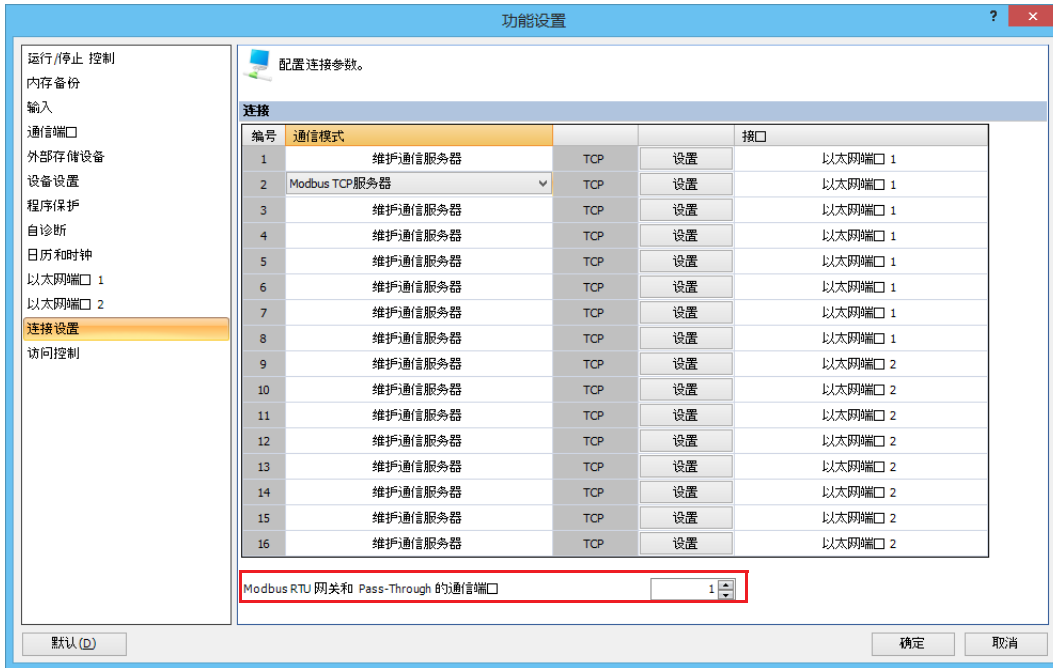 功能设置
?
×
运行/停止 控制
内存备份
输入
通信端口
外部存储设备
设备设置
程序保护
自诊断
日历和时钟
以太网端口 1
以太网端口 2
连接设置
访问控制
配置连接参数。
连接
编号 通信模式 接口
1 维护通信服务器 TCP 设置 以太网端口 1
2 Modbus TCP服务器 TCP 设置 以太网端口 1
3 维护通信服务器 TCP 设置 以太网端口 1
4 维护通信服务器 TCP 设置 以太网端口 1
5 维护通信服务器 TCP 设置 以太网端口 1
6 维护通信服务器 TCP 设置 以太网端口 1
7 维护通信服务器 TCP 设置 以太网端口 1
8 维护通信服务器 TCP 设置 以太网端口 1
9 维护通信服务器 TCP 设置 以太网端口 2
10 维护通信服务器 TCP 设置 以太网端口 2
11 维护通信服务器 TCP 设置 以太网端口 2
12 维护通信服务器 TCP 设置 以太网端口 2
13 维护通信服务器 TCP 设置 以太网端口 2
14 维护通信服务器 TCP 设置 以太网端口 2
15 维护通信服务器 TCP 设置 以太网端口 2
16 维护通信服务器 TCP 设置 以太网端口 2
Modbus RTU 网关和 Pass-Through 的通信端口 1
默认(D) 确定 取消